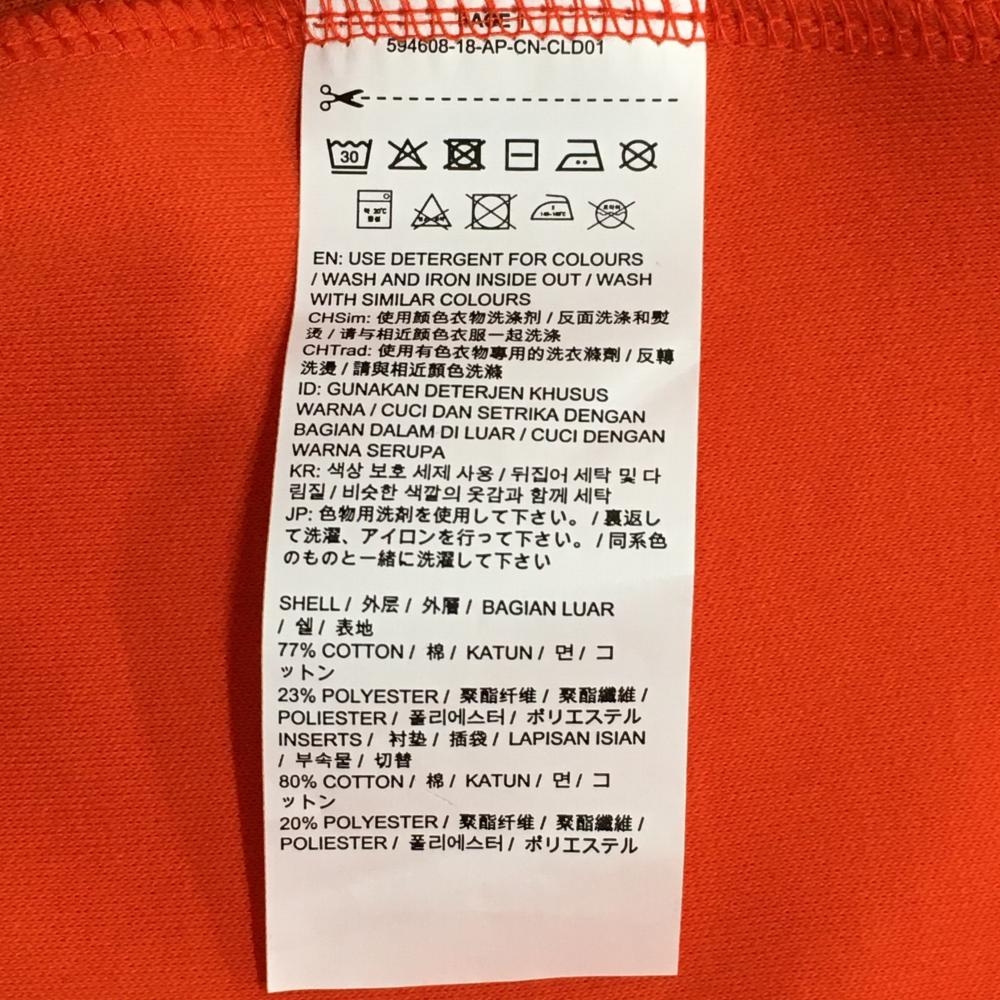 594608-18-AP-CN-CLD01
30
EN: USE DETERGENT FOR COLOURS
/ WASH AND IRON INSIDE OUT / WASH
WITH SIMILAR COLOURS
CHSim: 使用颜色衣物洗涤剂 / 反面洗涤和熨
烫 / 请与相近颜色衣服一起洗涤
CHTrad: 使用有色衣物專用的洗衣滌劑 / 反轉
洗燙 / 請與相近顏色洗滌
ID: GUNAKAN DETERJEN KHUSUS
WARNA / CUCI DAN SETRIKA DENGAN
BAGIAN DALAM DI LUAR / CUCI DENGAN
WARNA SERUPA
KR: 색상 보호 세제 사용 / 뒤집어 세탁 및 다
림질 / 비슷한 색깔의 옷감과 함께 세탁
JP: 色物用洗剤を使用して下さい。 / 裏返し
て洗濯、アイロンを行って下さい。 / 同系色
のものと一緒に洗濯して下さい
SHELL / 外层 / 外層 / BAGIAN LUAR
/ 쉘 / 表地
77% COTTON / 棉 / KATUN / 면 / コ
ットン
23% POLYESTER / 聚酯纤维 / 聚酯纖維 /
POLIESTER / 폴리에스터 / ポリエステル
INSERTS / 衬垫 / 插袋 / LAPISAN ISIAN
/ 부속물 / 切替
80% COTTON / 棉 / KATUN / 면 / コ
ットン
20% POLYESTER / 聚酯纤维 / 聚酯纖維 /
POLIESTER / 폴리에스터 / ポリエステル